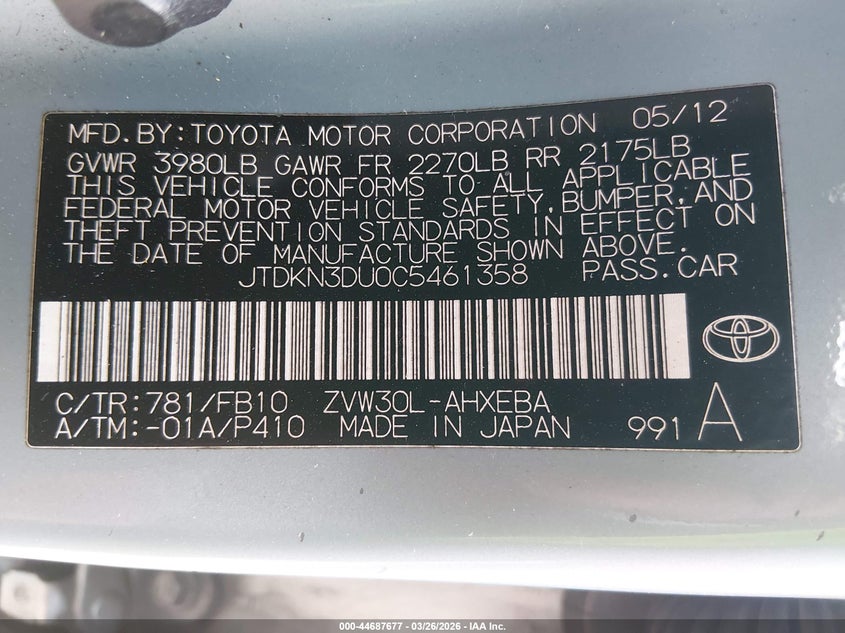 MFD.BY:TOYOTA MOTOR CORPORATION 05/12
GVWR 3980LB GAWR FR 2270LB RR 2175LB
THIS VEHICLE CONFORMS TO ALL APPLICABLE
FEDERAL MOTOR VEHICLE SAFETY,BUMPER,AND
THEFT PREVENTION STANDARDS IN EFFECT ON
THE DATE OF MANUFACTURE SHOWN ABOVE.
JTDKN3DU0C5461358 PASS.CAR
C/TR:781/FB10 ZVW30L-AHXEBA
A/TM:-01A/P410 MADE IN JAPAN 991 A
000-44687677 - 03/26/2026 - IAA Inc.